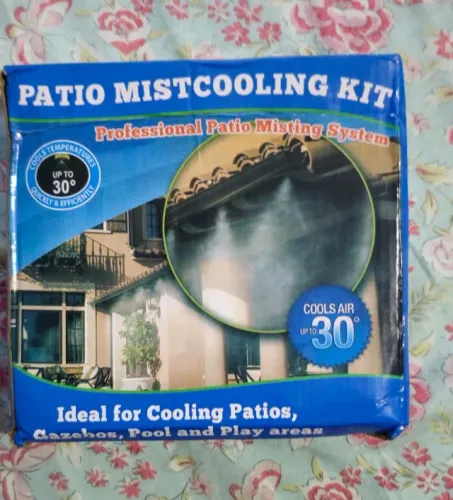 PATIO MISTCOOLING KIT
Professional Patio Misting System
COOLS TEMPERATURES
UP TO
30°
QUICKLY & EFFICIENTLY
COOLS AIR
UP TO 30°
Ideal for Cooling Patios,
Gazebos, Pool and Play areas